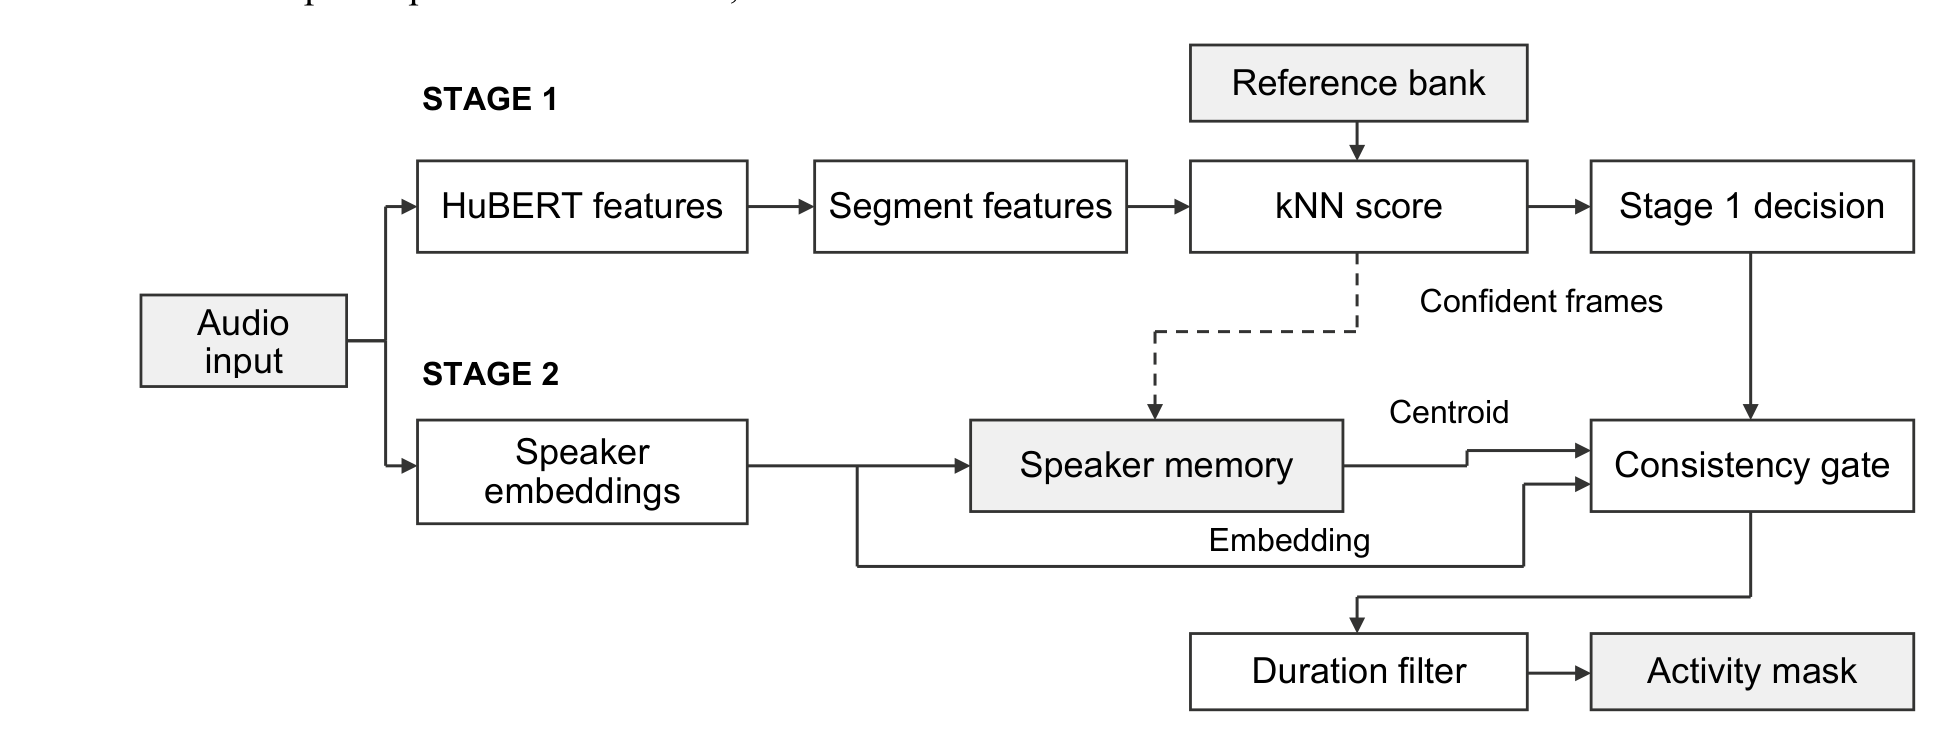 Reference bank
STAGE 1
HuBERT features
Segment features
kNN score
Stage 1 decision
Confident frames
Audio
input
STAGE 2
Centroid
Speaker
embeddings
Speaker memory
Consistency gate
Embedding
Duration filter
Activity mask